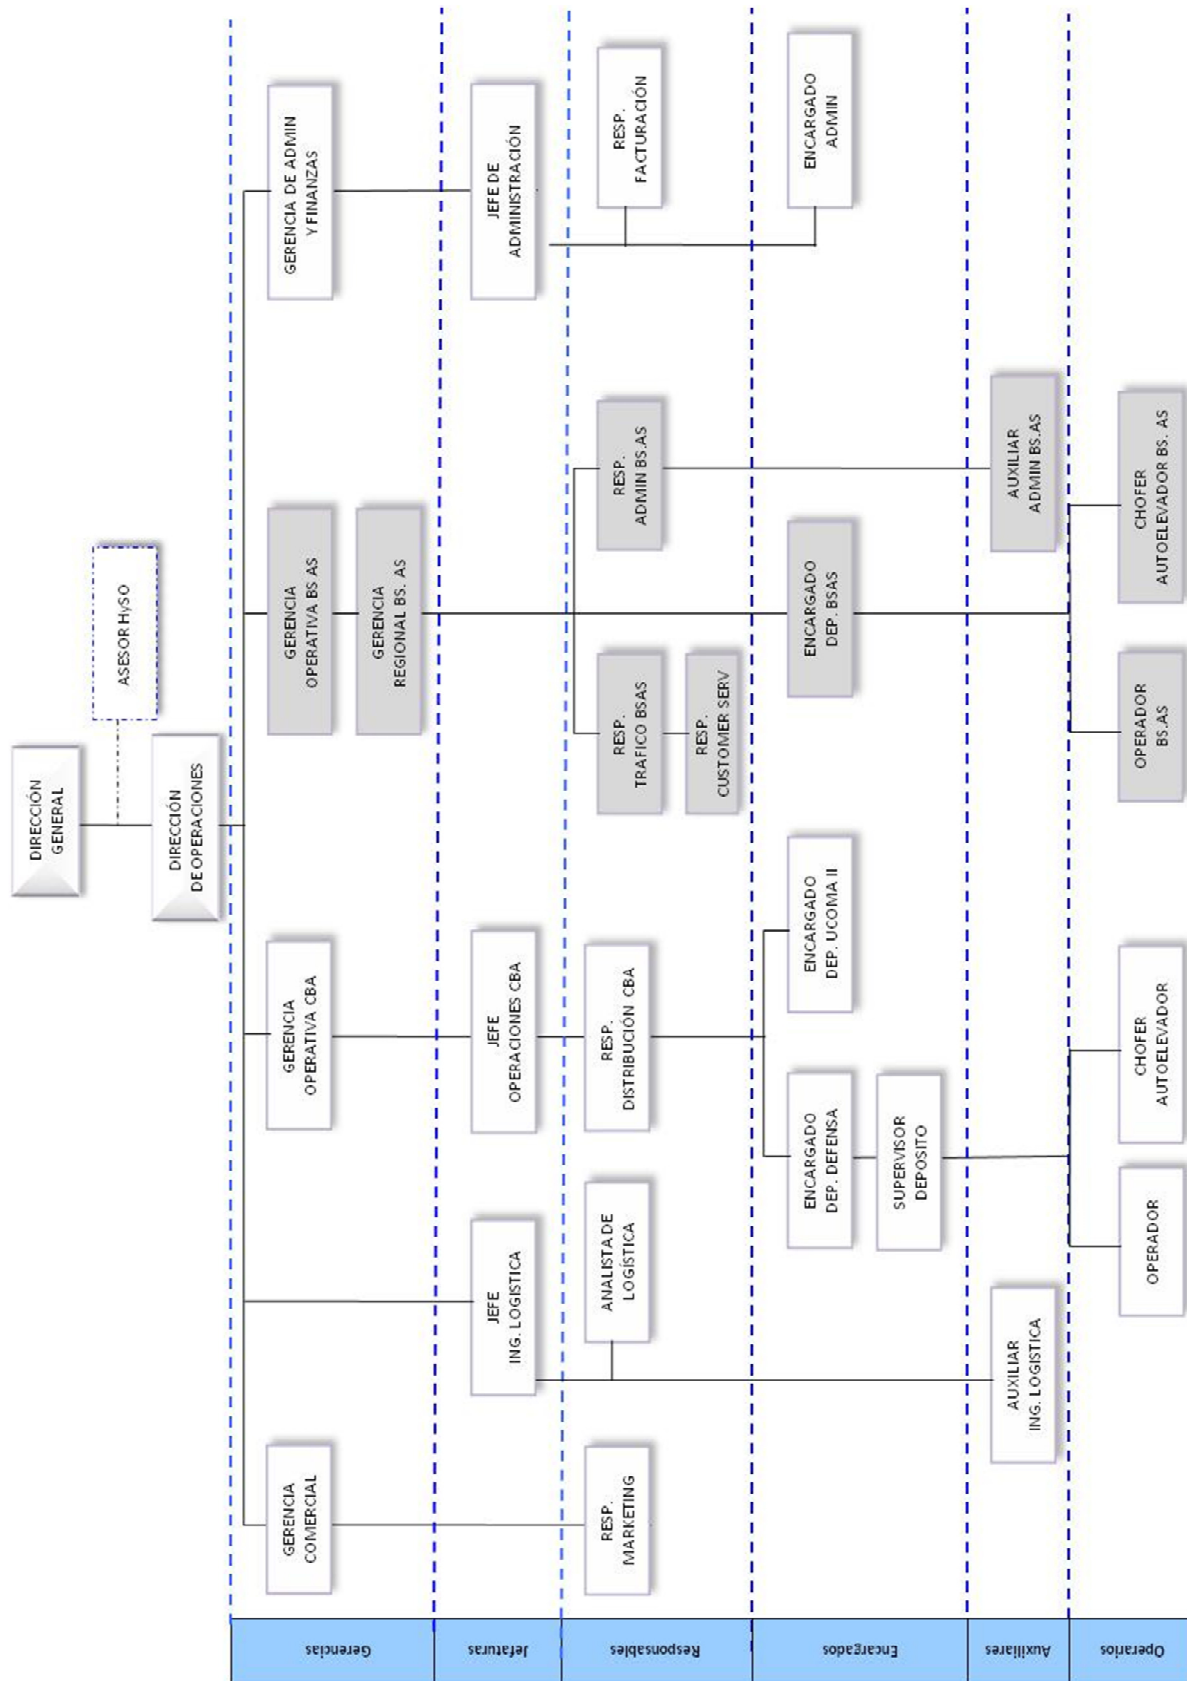 DIRECCIÓN
GENERAL
ASESOR HySO
DIRECCIÓN
DE OPERACIONES
Gerencias
GERENCIA
COMERCIAL
GERENCIA
OPERATIVA CBA
GERENCIA
OPERATIVA BS AS
GERENCIA
REGIONAL BS. AS
GERENCIA DE ADMIN
Y FINANZAS
Jefaturas
JEFE
ING. LOGISTICA
JEFE
OPERACIONES CBA
JEFE DE
ADMINISTRACIÓN
Responsables
RESP.
MARKETING
ANALISTA DE
LOGÍSTICA
RESP.
DISTRIBUCIÓN CBA
RESP.
TRAFICO BSAS
RESP.
CUSTOMER SERV
RESP.
ADMIN BS.AS
RESP.
FACTURACIÓN
Encargados
ENCARGADO
DEP. DEFENSA
SUPERVISOR
DEPOSITO
ENCARGADO
DEP. UCOMA II
ENCARGADO
DEP. BSAS
ENCARGADO
ADMIN
Auxiliares
AUXILIAR
ING. LOGISTICA
AUXILIAR
ADMIN BS.AS
Operarios
OPERADOR
CHOFER
AUTOELEVADOR
OPERADOR
BS.AS
CHOFER
AUTOELEVADOR BS. AS